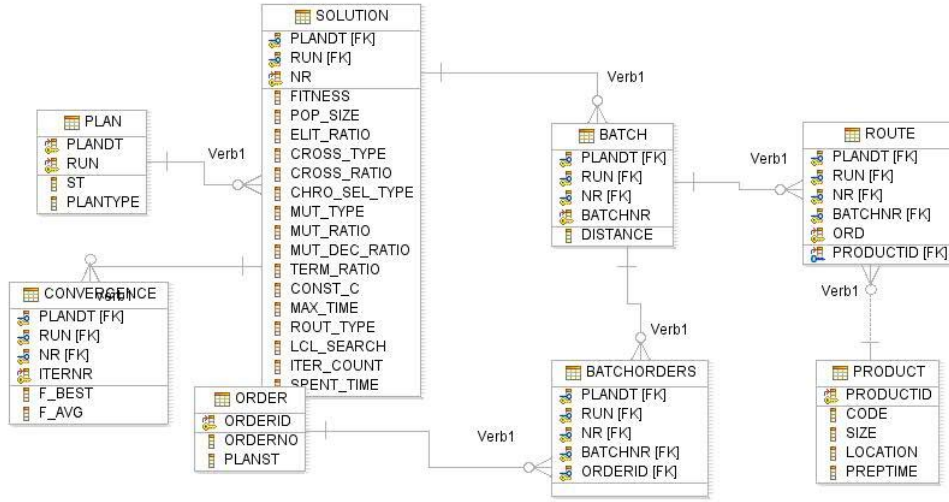 SOLUTION
PLANDT [FK]
RUN [FK]
NR
FITNESS
POP_SIZE
ELIT_RATIO
CROSS_TYPE
CROSS_RATIO
CHRO_SEL_TYPE
MUT_TYPE
MUT_RATIO
MUT_DEC_RATIO
TERM_RATIO
CONST_C
MAX_TIME
ROUT_TYPE
LCL_SEARCH
ITER_COUNT
SPENT_TIME
PLAN
PLANDT
RUN
ST
PLANTYPE
Verb1
CONVERGENCE
Verb1
PLANDT [FK]
RUN [FK]
NR [FK]
ITERNR
F_BEST
F_AVG
ORDER
ORDERID
ORDERNO
PLANST
Verb1
Verb1
BATCH
PLANDT [FK]
RUN [FK]
NR [FK]
BATCHNR
DISTANCE
Verb1
BATCHORDERS
PLANDT [FK]
RUN [FK]
NR [FK]
BATCHNR [FK]
ORDERID [FK]
Verb1
ROUTE
PLANDT [FK]
RUN [FK]
NR [FK]
BATCHNR [FK]
ORD
PRODUCTID [FK]
Verb1
PRODUCT
PRODUCTID
CODE
SIZE
LOCATION
PREPTIME